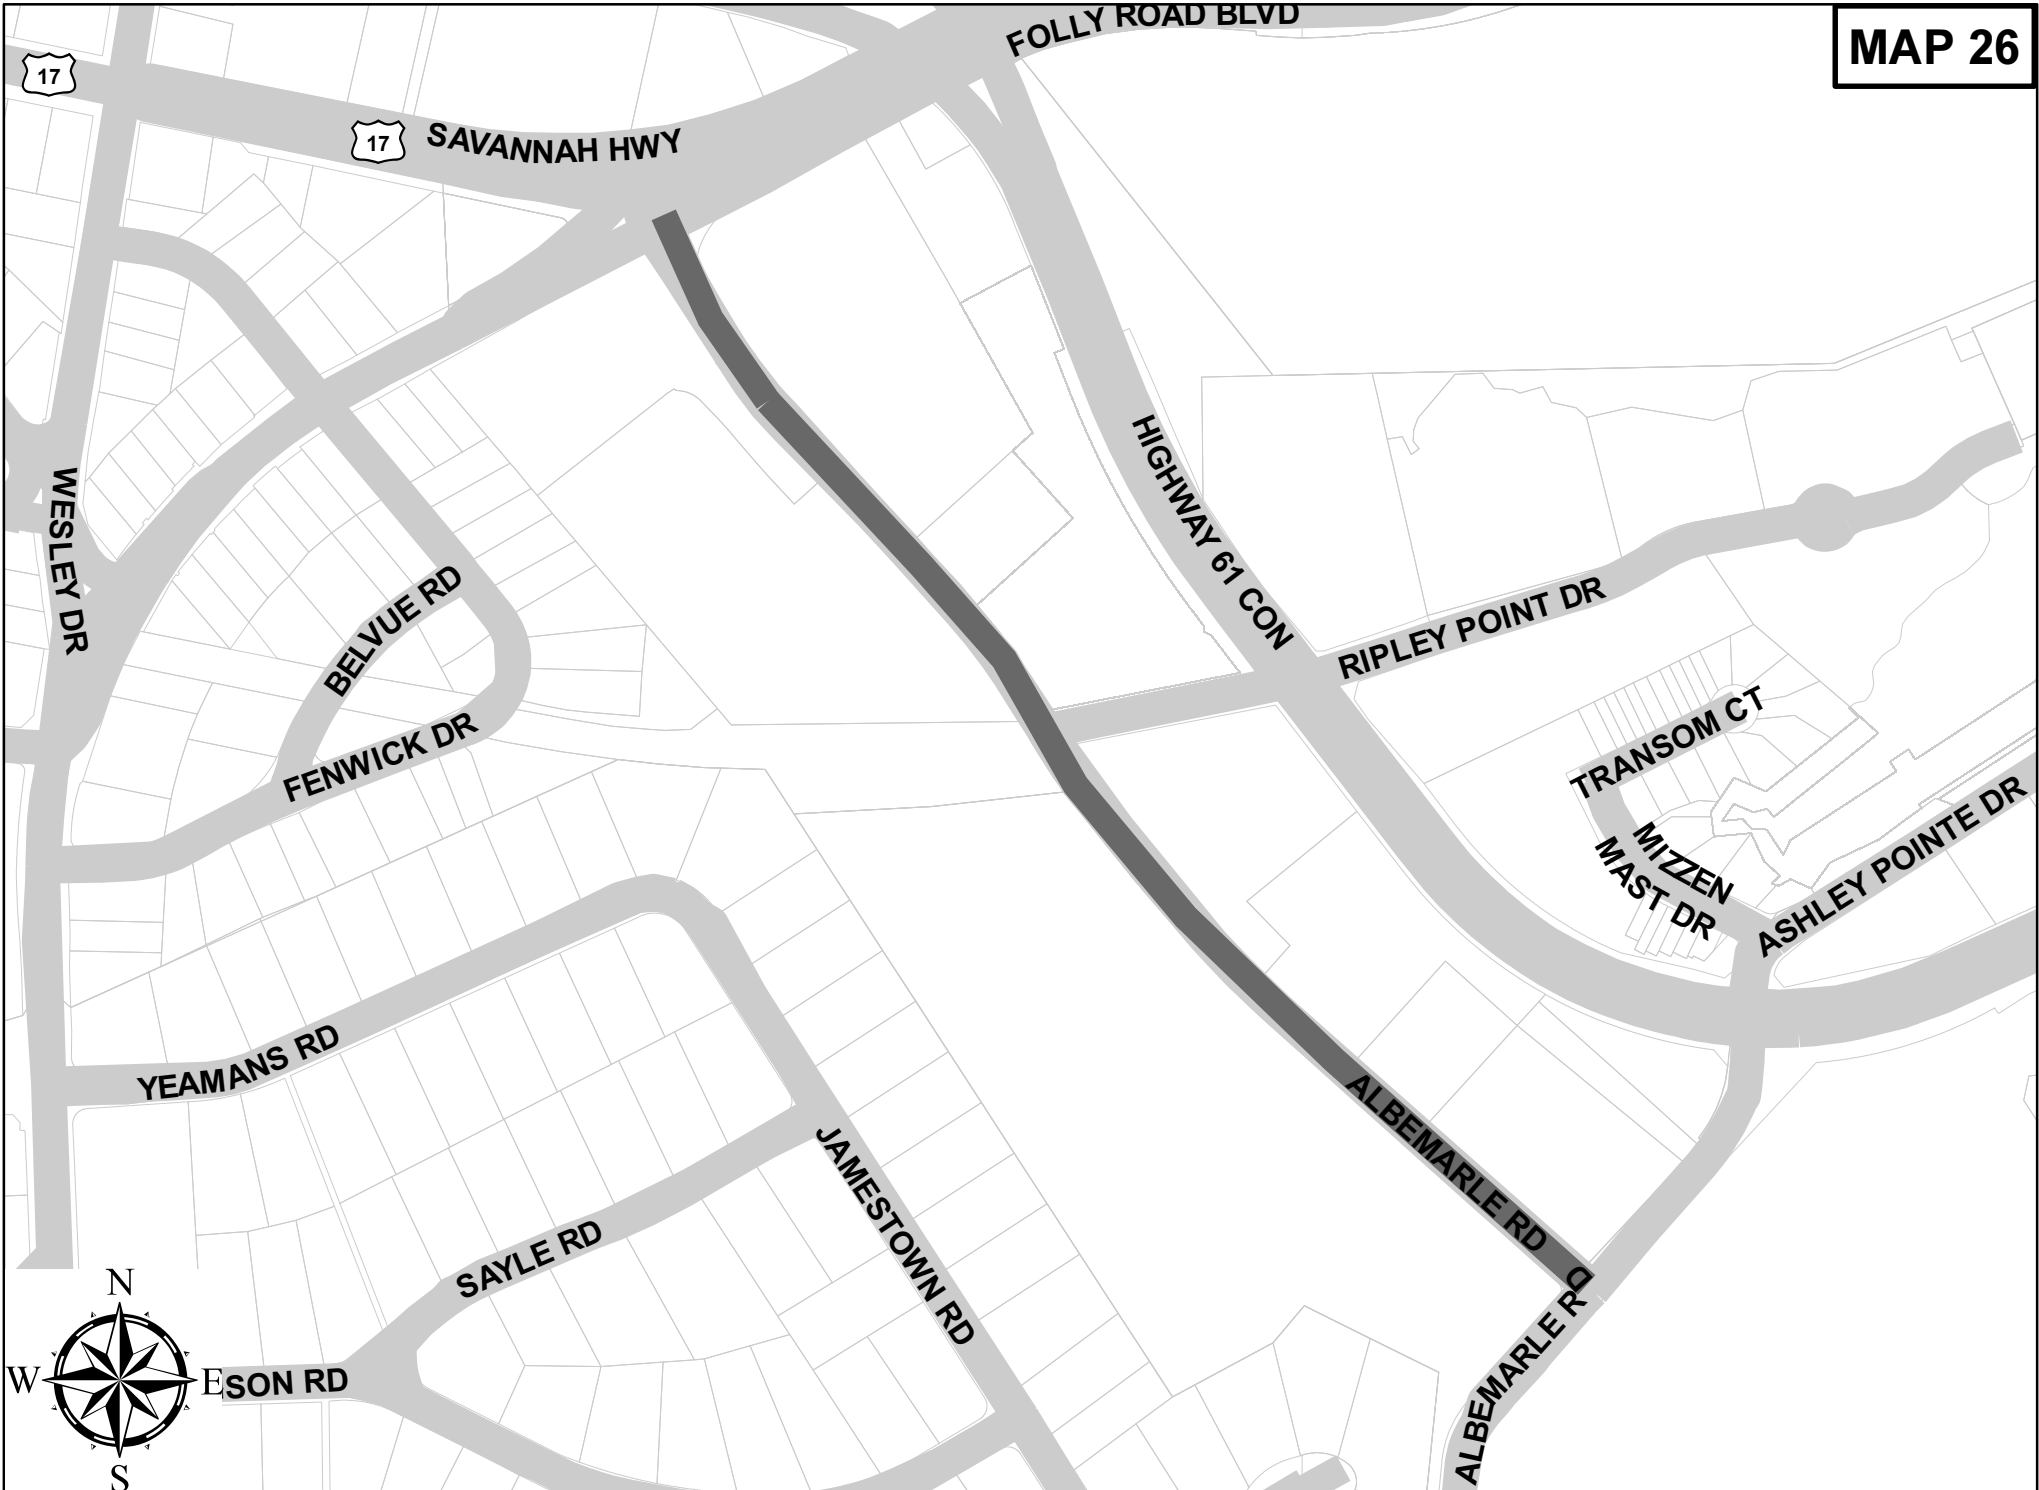 FOLLY ROAD BLVD
MAP 26
17
17
SAVANNAH HWY
HIGHWAY 61 CON
WESLEY DR
BELVUE RD
RIPLEY POINT DR
FENWICK DR
TRANSOM CT
MIZZEN
MAST DR
ASHLEY POINTE DR
YEAMANS RD
ALBEMARLE RD
JAMESTOWN RD
SAYLE RD
ALBEMARLE RD
SON RD
N
W
E
S